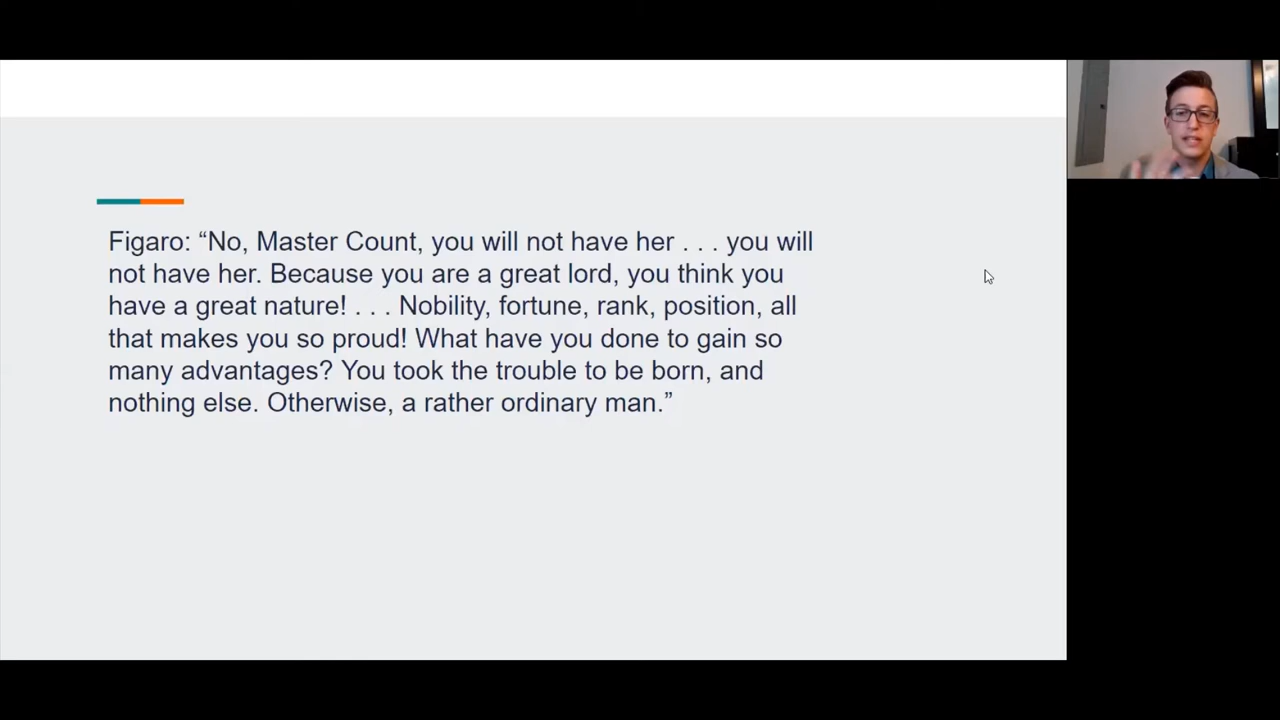 Figaro: “No, Master Count, you will not have her . . . you will
not have her. Because you are a great lord, you think you
have a great nature! . . . Nobility, fortune, rank, position, all
that makes you so proud! What have you done to gain so
many advantages? You took the trouble to be born, and
nothing else. Otherwise, a rather ordinary man.”